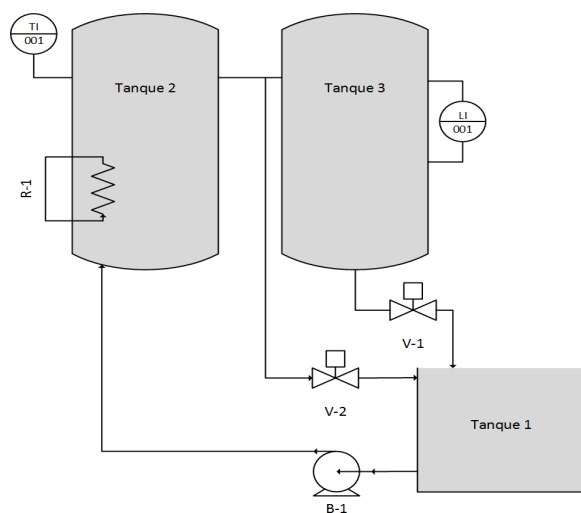 TI
001
Tanque 2
Tanque 3
LI
001
R-1
V-1
V-2
Tanque 1
B-1